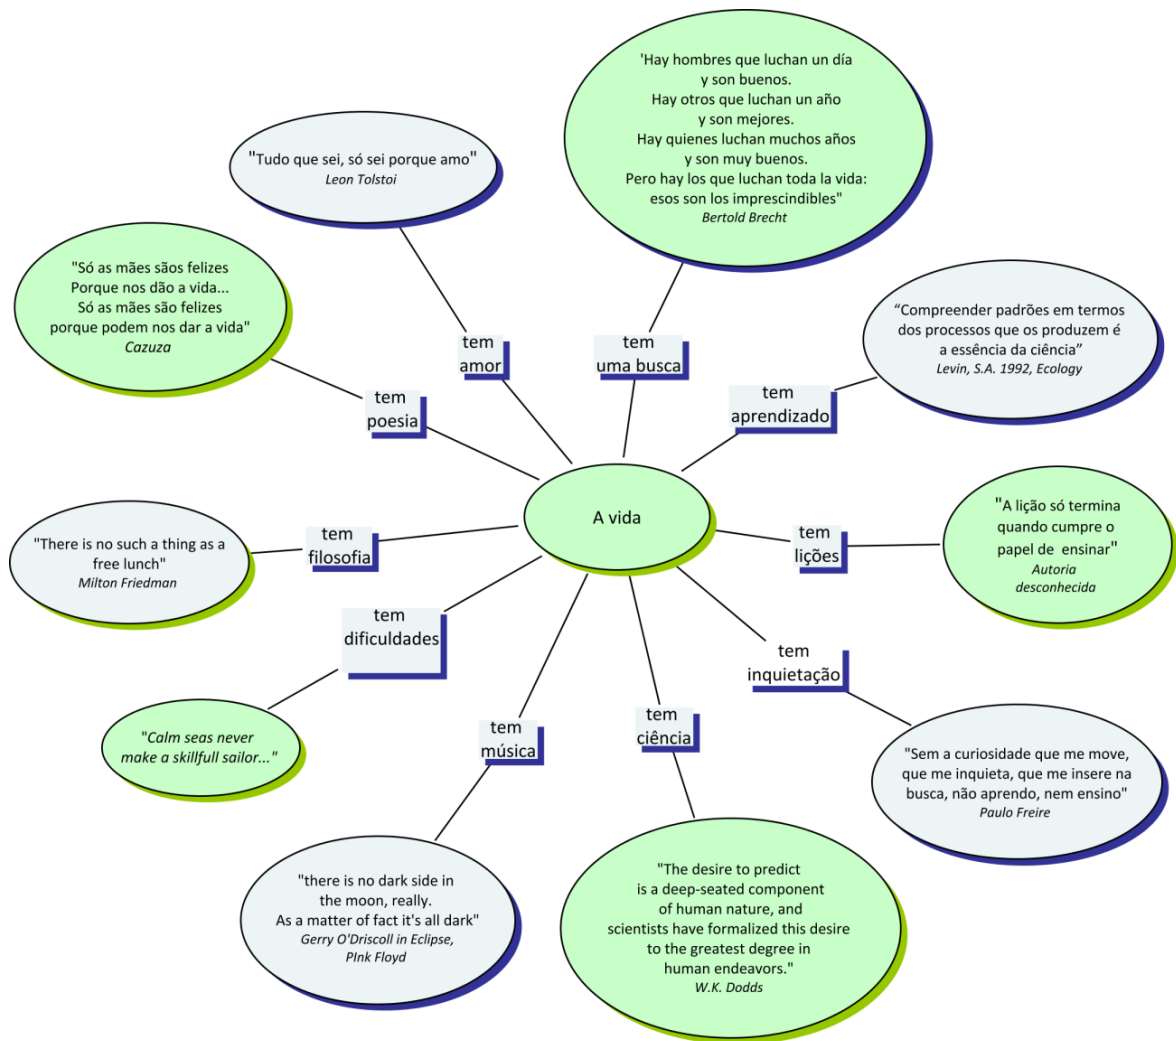 'Hay hombres que luchan un día
y son buenos.
Hay otros que luchan un año
y son mejores.
Hay quienes luchan muchos años
y son muy buenos.
Pero hay los que luchan toda la vida:
esos son los imprescindibles"
Bertold Brecht
"Tudo que sei, só sei porque amo"
Leon Tolstoi
"Só as mães sãos felizes
Porque nos dão a vida...
Só as mães são felizes
porque podem nos dar a vida"
Cazuza
“Compreender padrões em termos
dos processos que os produzem é
a essência da ciência”
Levin, S.A. 1992, Ecology
tem
amor
tem
uma busca
tem
poesia
tem
aprendizado
A vida
"A lição só termina
quando cumpre o
papel de  ensinar"
Autoria
desconhecida
tem
filosofia
tem
lições
"There is no such a thing as a
free lunch"
Milton Friedman
tem
dificuldades
tem
inquietação
tem
música
tem
ciência
"Calm seas never
make a skillfull sailor..."
"Sem a curiosidade que me move,
que me inquieta, que me insere na
busca, não aprendo, nem ensino"
Paulo Freire
"there is no dark side in
the moon, really.
As a matter of fact it's all dark"
Gerry O'Driscoll in Eclipse,
PInk Floyd
"The desire to predict
is a deep-seated component
of human nature, and
scientists have formalized this desire
to the greatest degree in
human endeavors."
W.K. Dodds